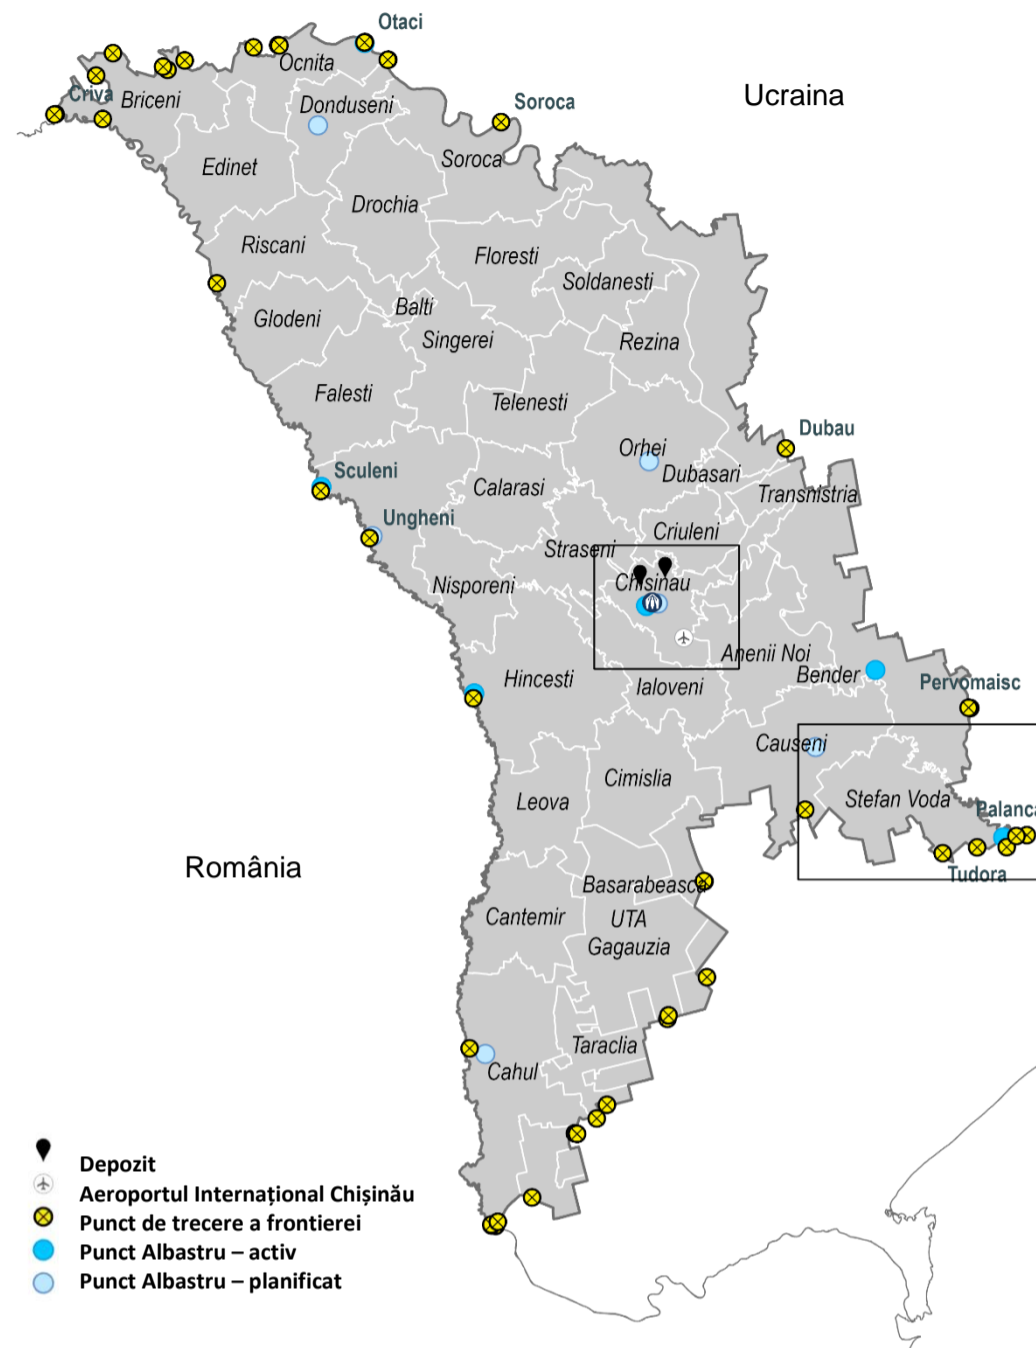 Otaci
Ocnita
Criva
Briceni
Donduseni
Soroca
Ucraina
Edinet
Soroca
Drochia
Riscani
Floresti
Soldanesti
Glodeni
Balti
Singerei
Rezina
Falesti
Telenesti
Dubau
Orhei
Sculeni
Dubasari
Calarasi
Transnistria
Ungheni
Criuleni
Straseni
Nisporeni
Chisinau
Anenii Noi
Hincesti
Ialoveni
Bender
Pervomaisc
Causeni
Cimislia
Leova
Stefan Voda
Palanca
România
Tudora
Basarabeasca
Cantemir
UTA
Gagauzia
Taraclia
Cahul
Depozit
Aeroportul Internațional Chișinău
Punct de trecere a frontierei
Punct Albastru – activ
Punct Albastru – planificat